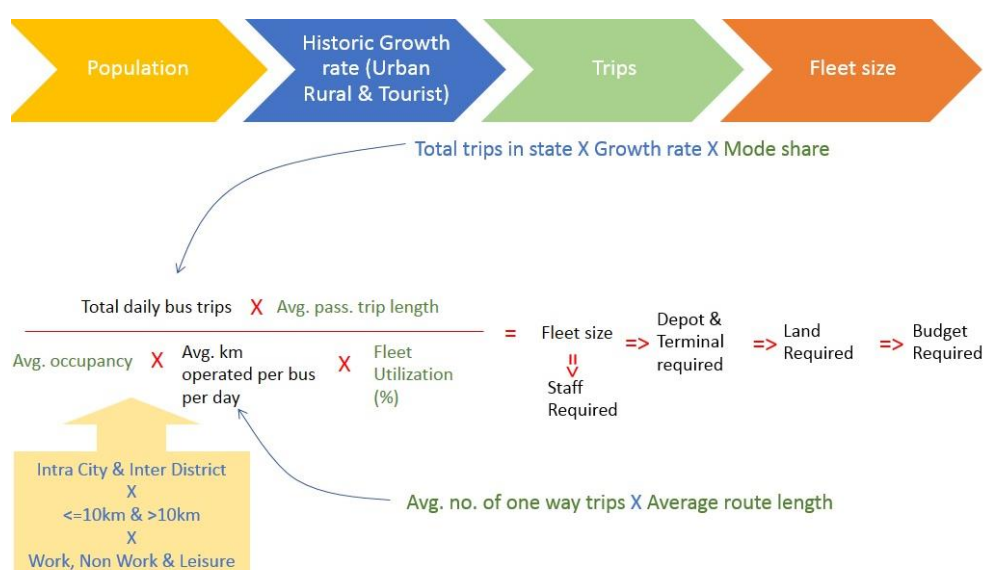 Population
Historic Growth
rate (Urban
Rural & Tourist)
Trips
Fleet size
Total trips in state X Growth rate X Mode share
Total daily bus trips X Avg. pass. trip length
Avg. occupancy X Avg. km
operated per bus
per day
X Fleet
Utilization
(%)
= Fleet size
=>
Staff
Required
=> Depot &
Terminal
required
=> Land
Required
=> Budget
Required
Intra City & Inter District
X
<=10km & >10km
X
Work, Non Work & Leisure
Avg. no. of one way trips X Average route length